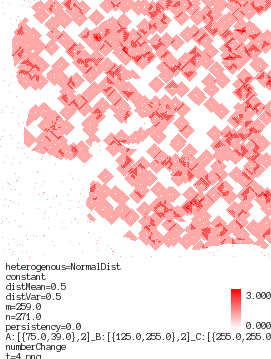 heterogenous=NormalDist
constant
distMean=0.5
distVar=0.5
m=259.0
n=271.0
persistency=0.0
3.000
0.000
A:[{75.0,39.0},2]_B:[{125.0,255.0},2]_C:[{255.0,255.0
numberChange
t=4.png